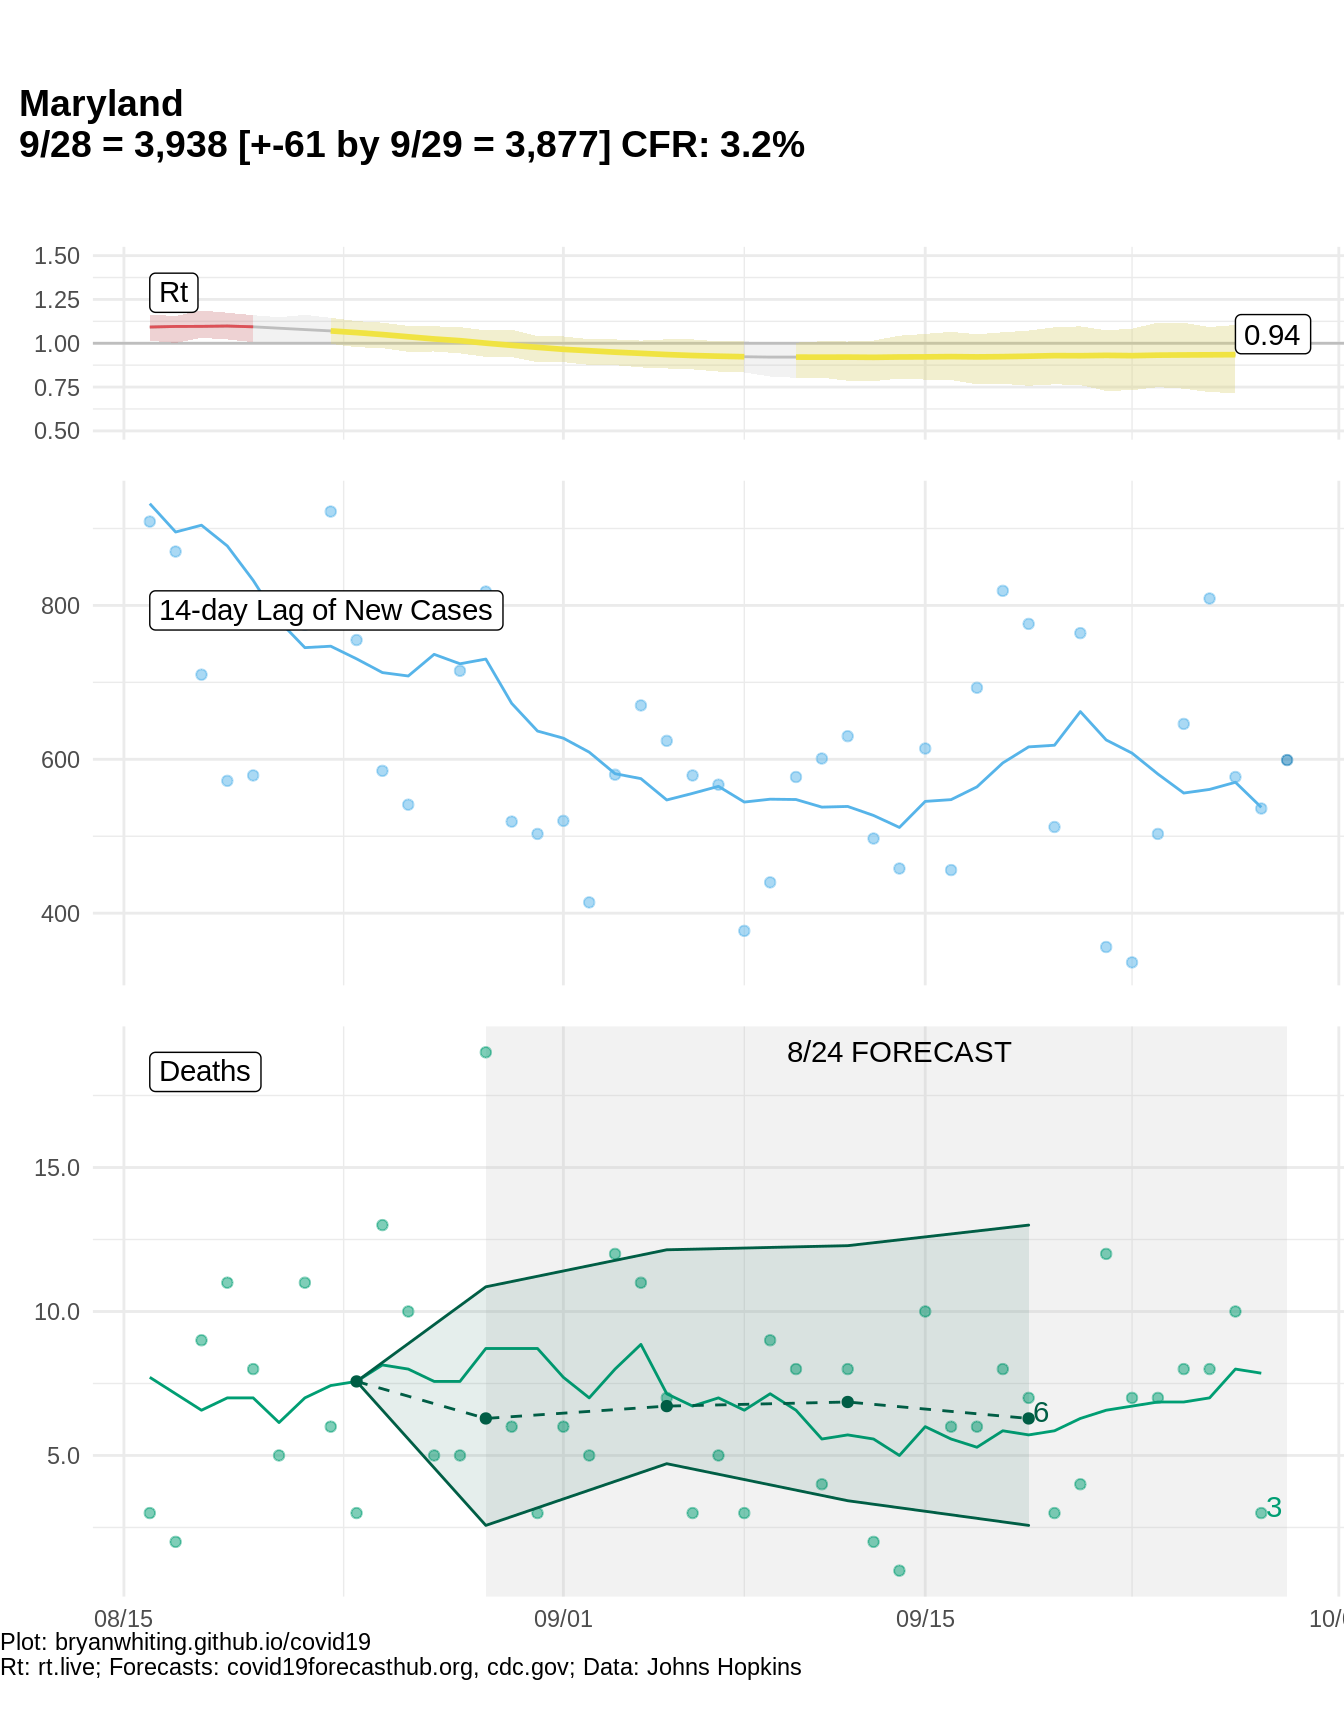 Maryland
9/28 = 3,938 [+-61 by 9/29 = 3,877] CFR: 3.2%
1.50
Rt
1.25
1.00
0.94
0.75
0.50
14-day Lag of New Cases
800
600
400
8/24 FORECAST
Deaths
15.0
10.0
6
5.0
3
08/15
09/01
09/15
Plot: bryanwhiting.github.io/covid19
Rt: rt.live; Forecasts: covid19forecasthub.org, cdc.gov; Data: Johns Hopkins